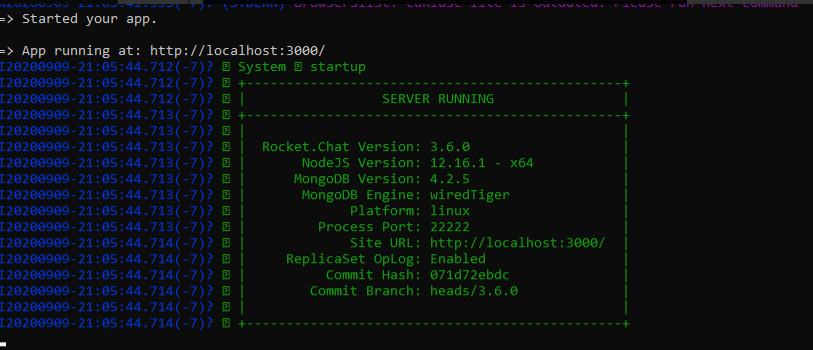 => Started your app.
=> App running at: http://localhost:3000/
I20200909-21:05:44.712(-7)? System startup
I20200909-21:05:44.712(-7)? +----------------------------------------------+
I20200909-21:05:44.712(-7)? | SERVER RUNNING |
I20200909-21:05:44.713(-7)? +----------------------------------------------+
I20200909-21:05:44.713(-7)? | |
I20200909-21:05:44.713(-7)? | Rocket.Chat Version: 3.6.0 |
I20200909-21:05:44.713(-7)? | NodeJS Version: 12.16.1 - x64 |
I20200909-21:05:44.713(-7)? | MongoDB Version: 4.2.5 |
I20200909-21:05:44.713(-7)? | MongoDB Engine: wiredTiger |
I20200909-21:05:44.713(-7)? | Platform: linux |
I20200909-21:05:44.713(-7)? | Process Port: 22222 |
I20200909-21:05:44.714(-7)? | Site URL: http://localhost:3000/ |
I20200909-21:05:44.714(-7)? | ReplicaSet OpLog: Enabled |
I20200909-21:05:44.714(-7)? | Commit Hash: 071d72ebdc |
I20200909-21:05:44.714(-7)? | Commit Branch: heads/3.6.0 |
I20200909-21:05:44.714(-7)? | |
I20200909-21:05:44.714(-7)? +----------------------------------------------+